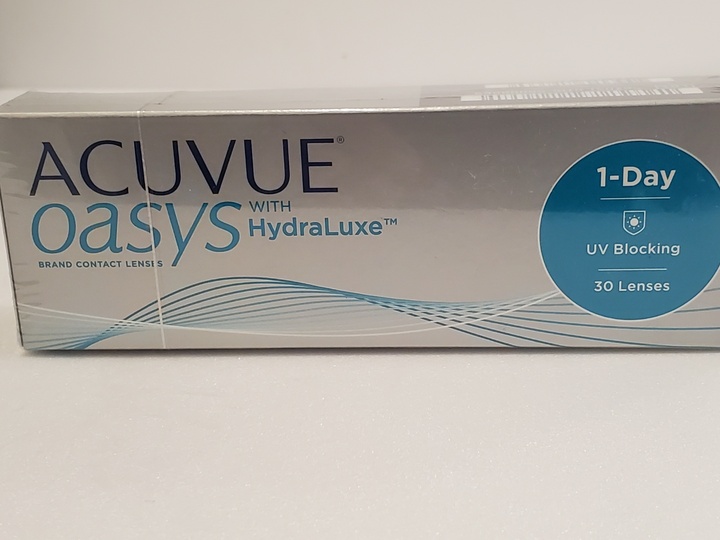 ACUVUE®
oasys WITH HydraLuxe™
BRAND CONTACT LENSES
1-Day
UV Blocking
30 Lenses